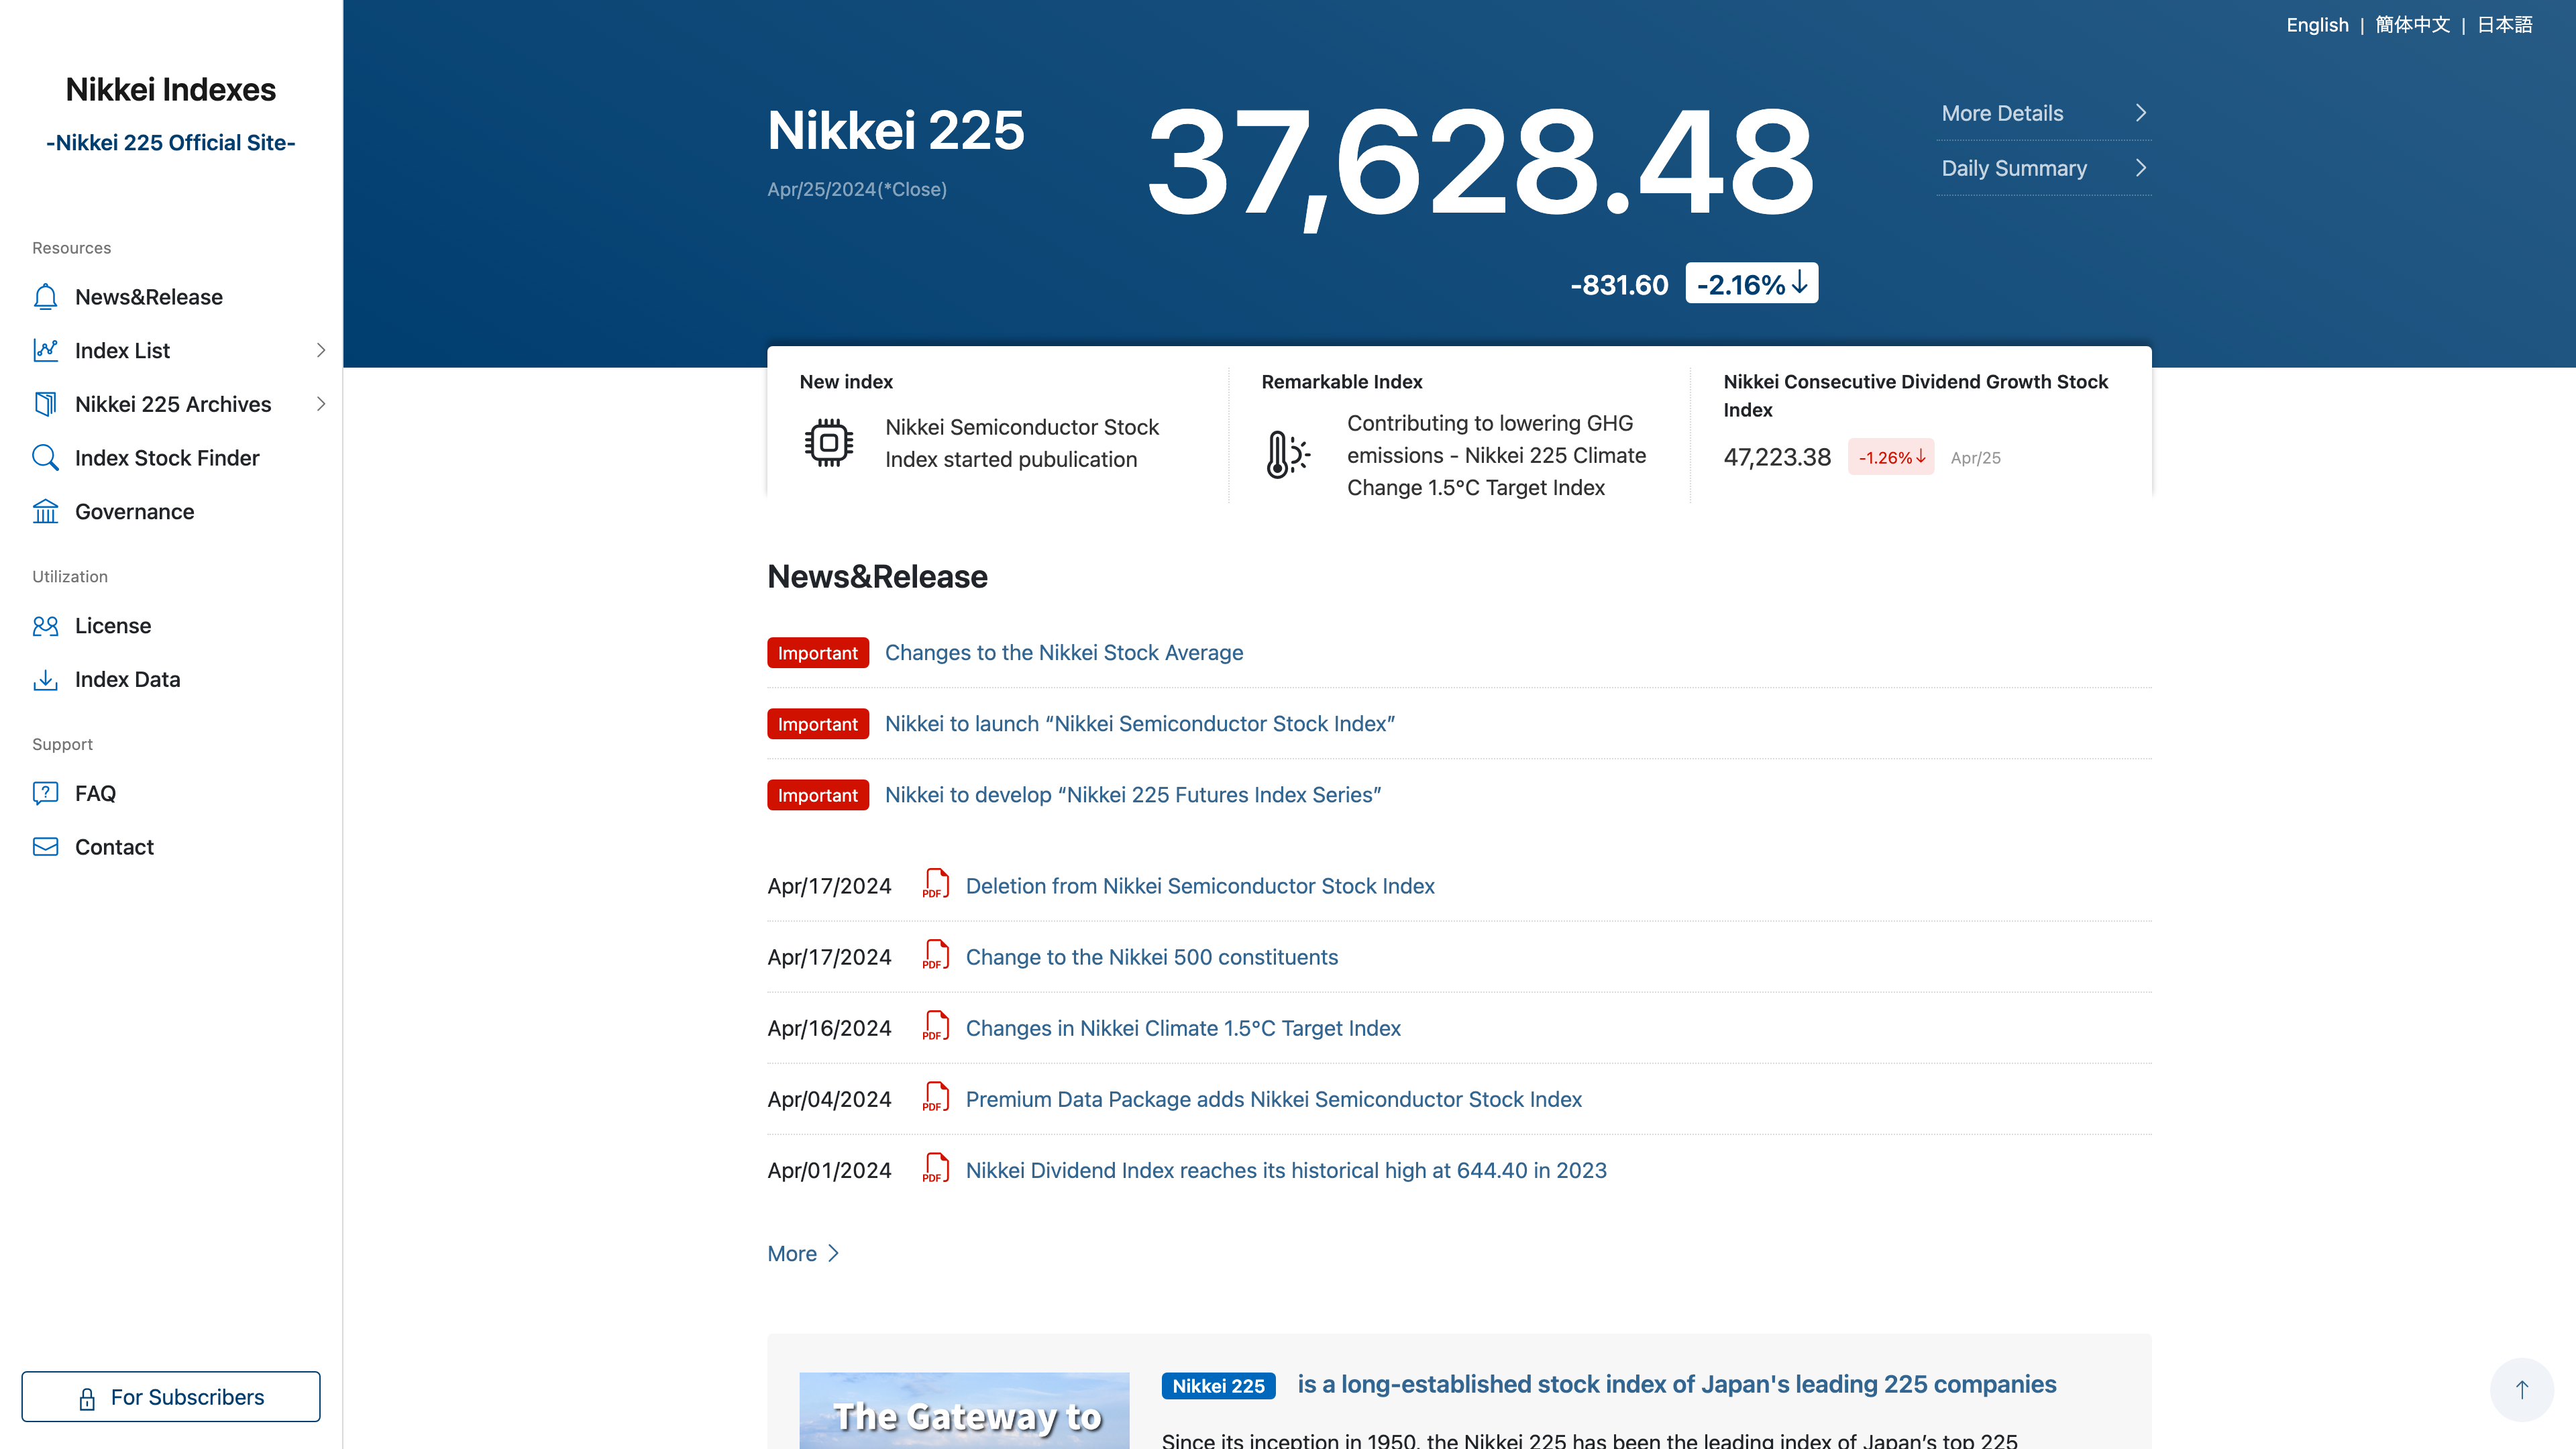 English | 簡体中文 | 日本語
Nikkei Indexes
-Nikkei 225 Official Site-
Resources
News&Release
Index List
Nikkei 225 Archives
Index Stock Finder
Governance
Utilization
License
Index Data
Support
FAQ
Contact
For Subscribers
Nikkei 225
Apr/25/2024(*Close)
37,628.48
-831.60 -2.16%↓
More Details
Daily Summary
New index
Nikkei Semiconductor Stock
Index started pubulication
Remarkable Index
Contributing to lowering GHG
emissions - Nikkei 225 Climate
Change 1.5°C Target Index
Nikkei Consecutive Dividend Growth Stock
Index
47,223.38 -1.26%↓ Apr/25
News&Release
Important Changes to the Nikkei Stock Average
Important Nikkei to launch “Nikkei Semiconductor Stock Index”
Important Nikkei to develop “Nikkei 225 Futures Index Series”
Apr/17/2024 PDF Deletion from Nikkei Semiconductor Stock Index
Apr/17/2024 PDF Change to the Nikkei 500 constituents
Apr/16/2024 PDF Changes in Nikkei Climate 1.5°C Target Index
Apr/04/2024 PDF Premium Data Package adds Nikkei Semiconductor Stock Index
Apr/01/2024 PDF Nikkei Dividend Index reaches its historical high at 644.40 in 2023
More
The Gateway to
Nikkei 225 is a long-established stock index of Japan's leading 225 companies
Since its inception in 1950, the Nikkei 225 has been the leading index of Japan’s top 225